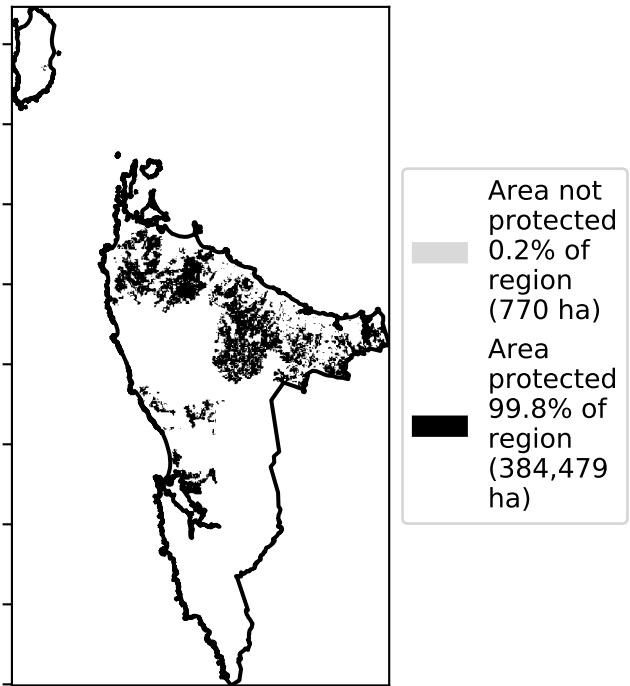 Area not
protected
0.2% of
region
(770 ha)
Area
protected
99.8% of
region
(384,479
ha)